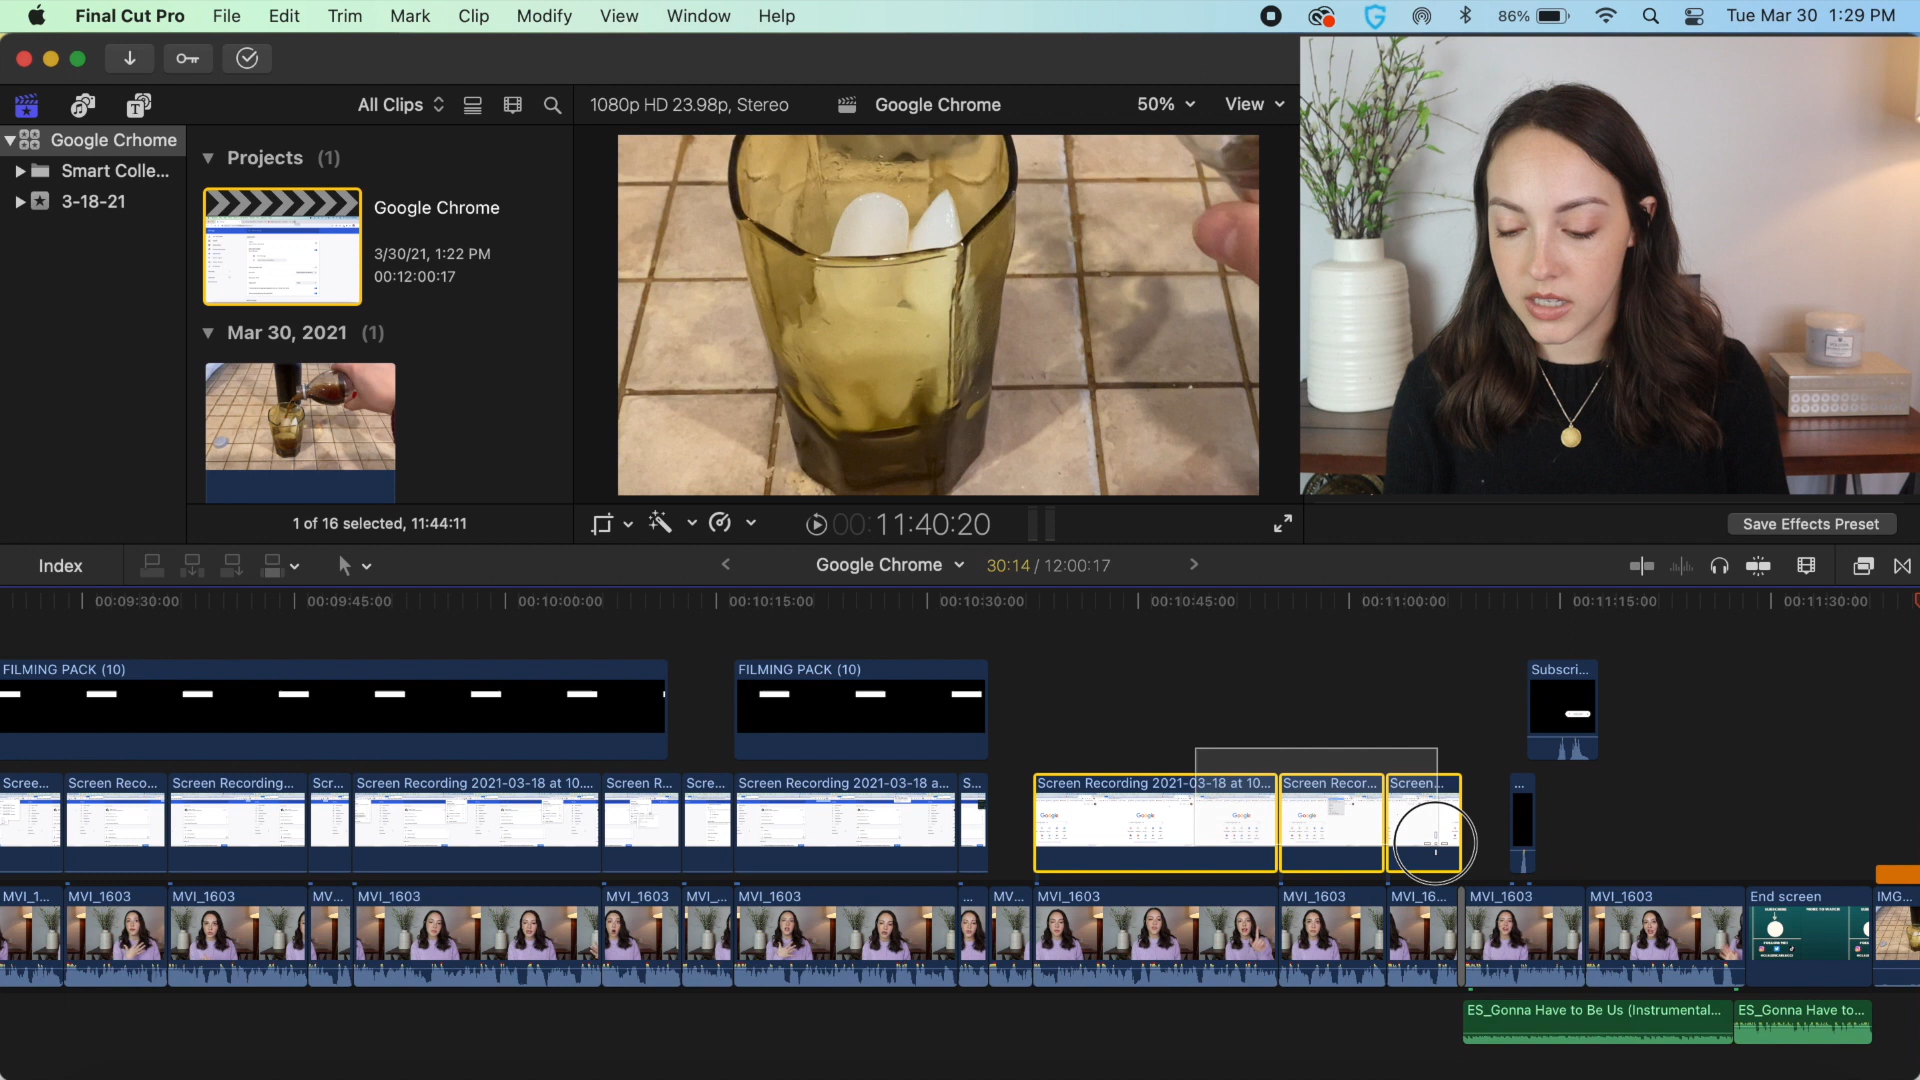 Final Cut Pro File Edit Trim Mark Clip Modify View Window Help 86% Tue Mar 30 1:29 PM
All Clips 1080p HD 23.98p, Stereo Google Chrome 50% View
Google Crhome
Smart Colle...
3-18-21
Projects (1)
Google Chrome
3/30/21, 1:22 PM
00:12:00:17
Mar 30, 2021 (1)
1 of 16 selected, 11:44:11
00:11:40:20
Save Effects Preset
Index Google Chrome 30:14 / 12:00:17
00:09:30:00 00:09:45:00 00:10:00:00 00:10:15:00 00:10:30:00 00:10:45:00 00:11:00:00 00:11:15:00 00:11:30:00
FILMING PACK (10) FILMING PACK (10) Subscri...
Scree... Screen Reco... Screen Recording... Scr... Screen Recording 2021-03-18 at 10.... Screen R... Scre... Screen Recording 2021-03-18 a... S... Screen Recording 2021-03-18 at 10... Screen Recor... Screen... ...
Google Google Google Google
MVI_1... MVI_1603 MVI_1603 MV... MVI_1603 MVI_1603 MVI_... MVI_1603 ... MV... MVI_1603 MVI_1603 MVI_16... MVI_1603 MVI_1603 End screen IMG...
ES_Gonna Have to Be Us (Instrumental... ES_Gonna Have to...